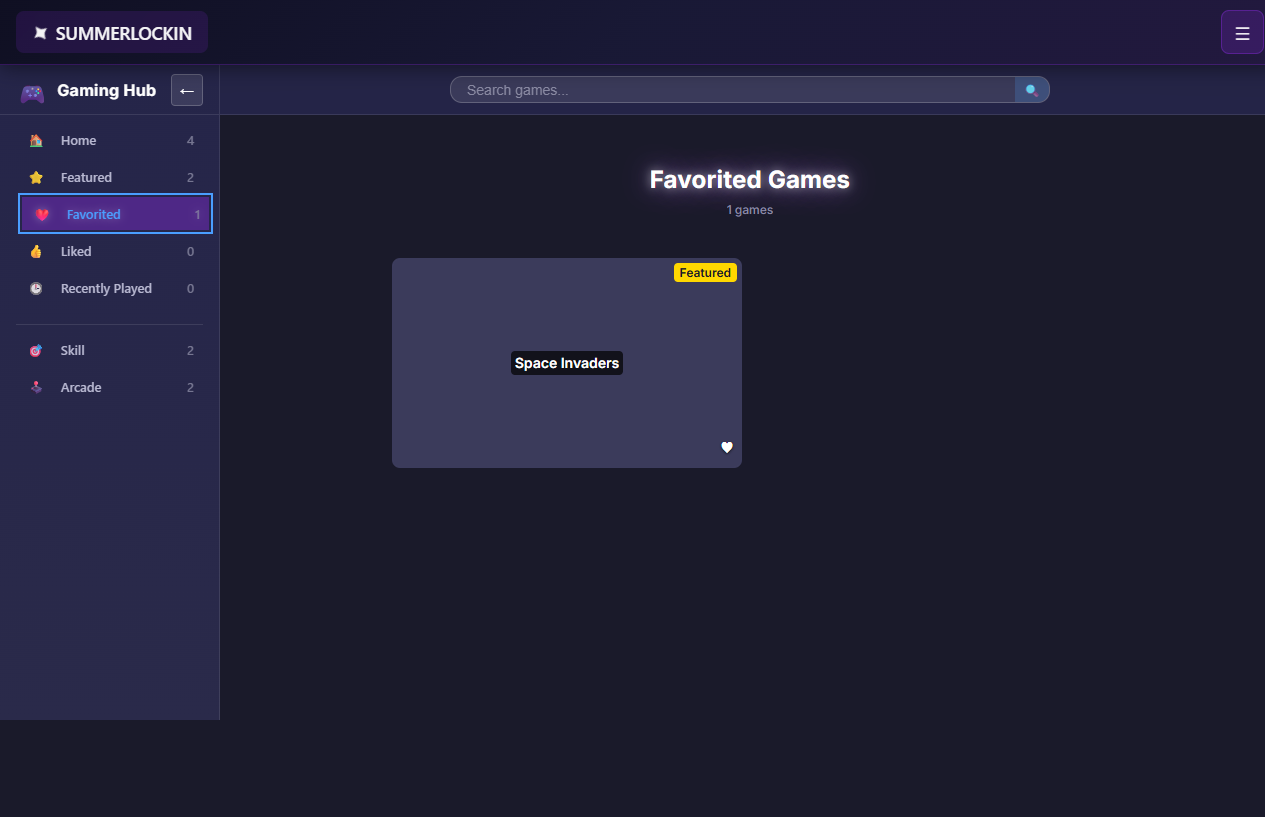 SUMMERLOCKIN
☰
Gaming Hub ←
Search games...
Home 4
Featured 2
Favorited 1
Liked 0
Recently Played 0
Skill 2
Arcade 2
Favorited Games
1 games
Featured
Space Invaders